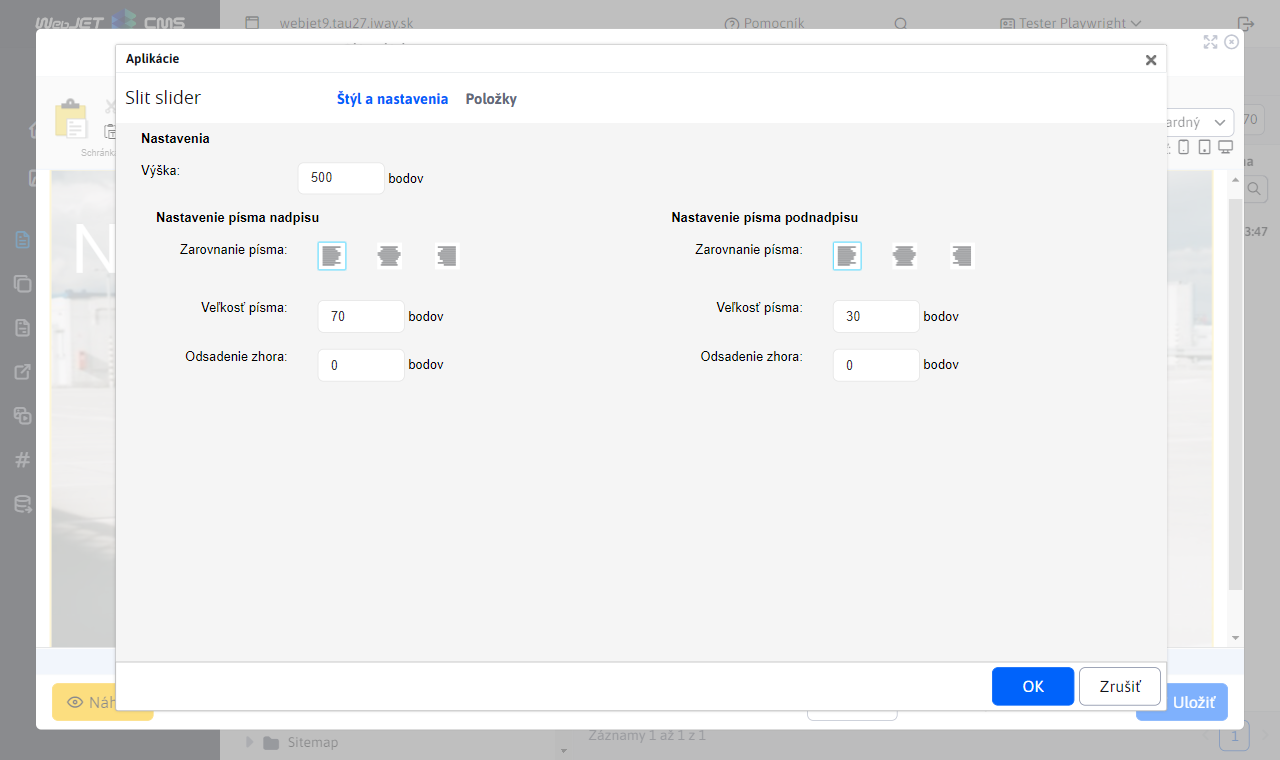 WebJET CMS
webjet9.tau27.iway.sk
Pomocník
Tester Playwright
Aplikácie
Slit slider
Štýl a nastavenia
Položky
ardný
70
Schránka
Nastavenia
Výška:
500
bodov
3:47
Nastavenie písma nadpisu
Nastavenie písma podnadpisu
N
Zarovnanie písma:
Zarovnanie písma:
Veľkosť písma:
70
bodov
Veľkosť písma:
30
bodov
Odsadenie zhora:
0
bodov
Odsadenie zhora:
0
bodov
OK
Zrušiť
Náh
Uložiť
Sitemap
Záznamy 1 až 1 z 1
1